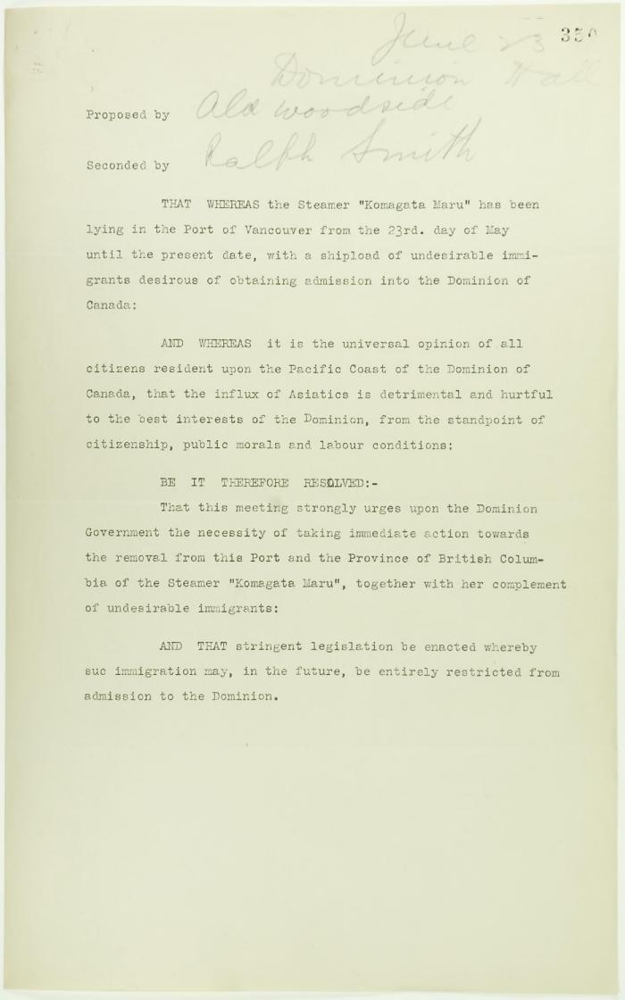 June 23 350
Dominion Hall
Proposed by Ald Woodside
Seconded by Ralph Smith
THAT WHEREAS the Steamer "Komagata Maru" has been
lying in the Port of Vancouver from the 23rd. day of May
until the present date, with a shipload of undesirable immi-
grants desirous of obtaining admission into the Dominion of
Canada:
AND WHEREAS it is the universal opinion of all
citizens resident upon the Pacific Coast of the Dominion of
Canada, that the influx of Asiatics is detrimental and hurtful
to the best interests of the Dominion, from the standpoint of
citizenship, public morals and labour conditions:
BE IT THEREFORE RESOLVED:-
That this meeting strongly urges upon the Dominion
Government the necessity of taking immediate action towards
the removal from this Port and the Province of British Colum-
bia of the Steamer "Komagata Maru", together with her complement
of undesirable immigrants:
AND THAT stringent legislation be enacted whereby
suc immigration may, in the future, be entirely restricted from
admission to the Dominion.